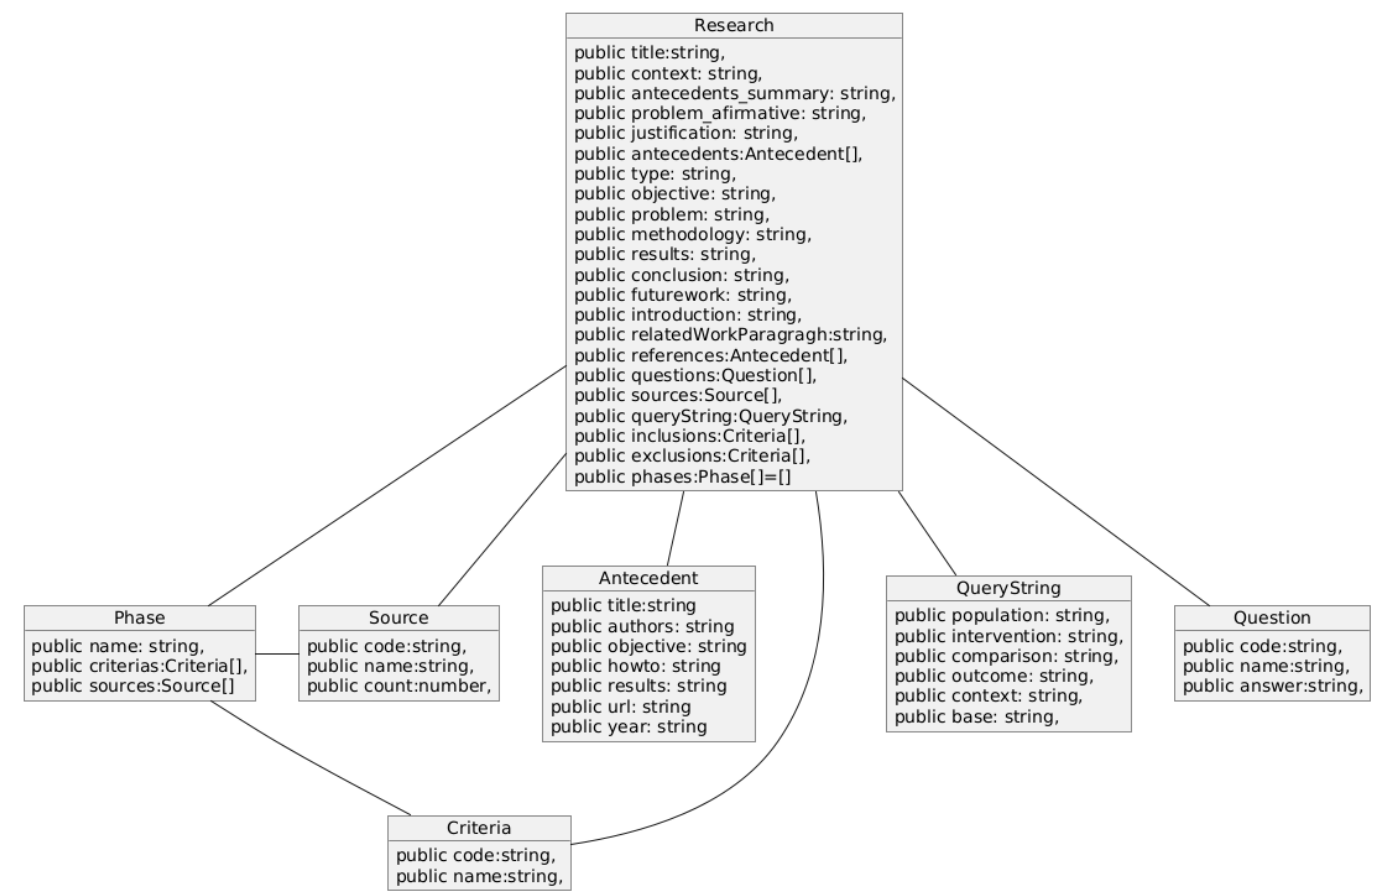 Research
public title:string,
public context: string,
public antecedents_summary: string,
public problem_afirmative: string,
public justification: string,
public antecedents:Antecedent[],
public type: string,
public objective: string,
public problem: string,
public methodology: string,
public results: string,
public conclusion: string,
public futurework: string,
public introduction: string,
public relatedWorkParagragh:string,
public references:Antecedent[],
public questions:Question[],
public sources:Source[],
public queryString:QueryString,
public inclusions:Criteria[],
public exclusions:Criteria[],
public phases:Phase[]=[]
Phase
public name: string,
public criterias:Criteria[],
public sources:Source[]
Source
public code:string,
public name:string,
public count:number,
Antecedent
public title:string
public authors: string
public objective: string
public howto: string
public results: string
public url: string
public year: string
QueryString
public population: string,
public intervention: string,
public comparison: string,
public outcome: string,
public context: string,
public base: string,
Question
public code:string,
public name:string,
public answer:string,
Criteria
public code:string,
public name:string,